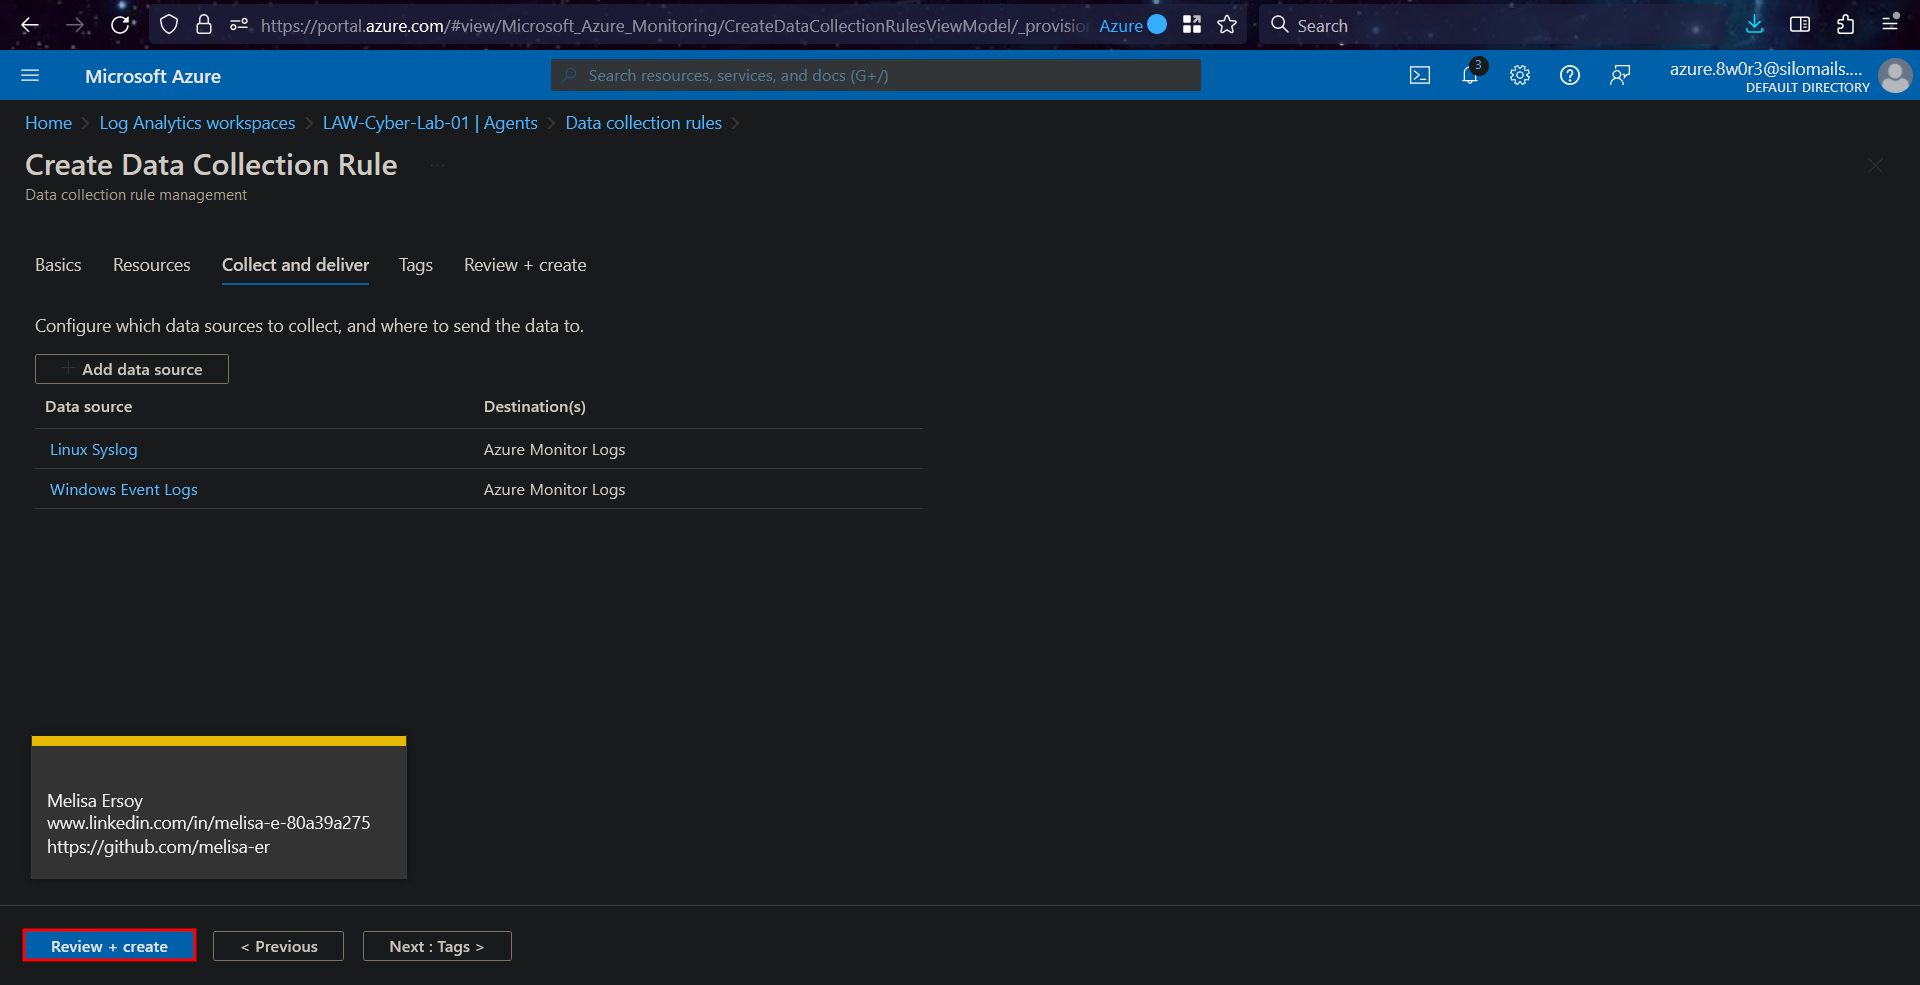 https://portal.azure.com/#view/Microsoft_Azure_Monitoring/CreateDataCollectionRulesViewModel/_provisio Azure Search
Microsoft Azure Search resources, services, and docs (G+/) 3 azure.8w0r3@silomails....
DEFAULT DIRECTORY
Home > Log Analytics workspaces > LAW-Cyber-Lab-01 | Agents > Data collection rules >
Create Data Collection Rule ...
Data collection rule management
Basics Resources Collect and deliver Tags Review + create
Configure which data sources to collect, and where to send the data to.
+ Add data source
Data source Destination(s)
Linux Syslog Azure Monitor Logs
Windows Event Logs Azure Monitor Logs
Melisa Ersoy
www.linkedin.com/in/melisa-e-80a39a275
https://github.com/melisa-er
Review + create < Previous Next : Tags >